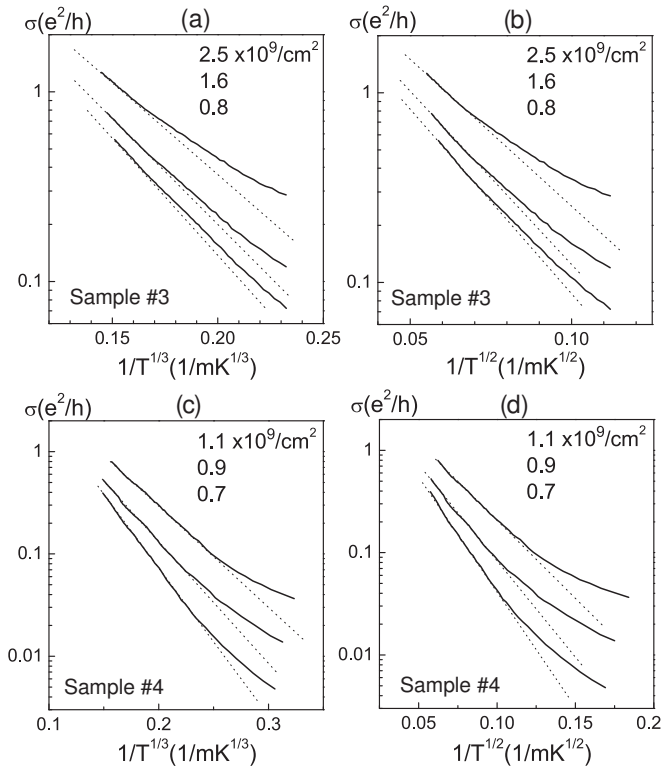 σ(e²/h) (a)
2.5 x10⁹/cm²
1.6
0.8
1
0.1
Sample #3
0.15 0.20 0.25
1/T^1/3(1/mK^1/3)
σ(e²/h) (b)
2.5 x10⁹/cm²
1.6
0.8
1
0.1
Sample #3
0.05 0.10
1/T^1/2(1/mK^1/2)
σ(e²/h) (c)
1.1 x10⁹/cm²
0.9
0.7
1
0.1
0.01
Sample #4
0.1 0.2 0.3
1/T^1/3(1/mK^1/3)
σ(e²/h) (d)
1.1 x10⁹/cm²
0.9
0.7
1
0.1
0.01
Sample #4
0.05 0.10 0.15 0.2
1/T^1/2(1/mK^1/2)